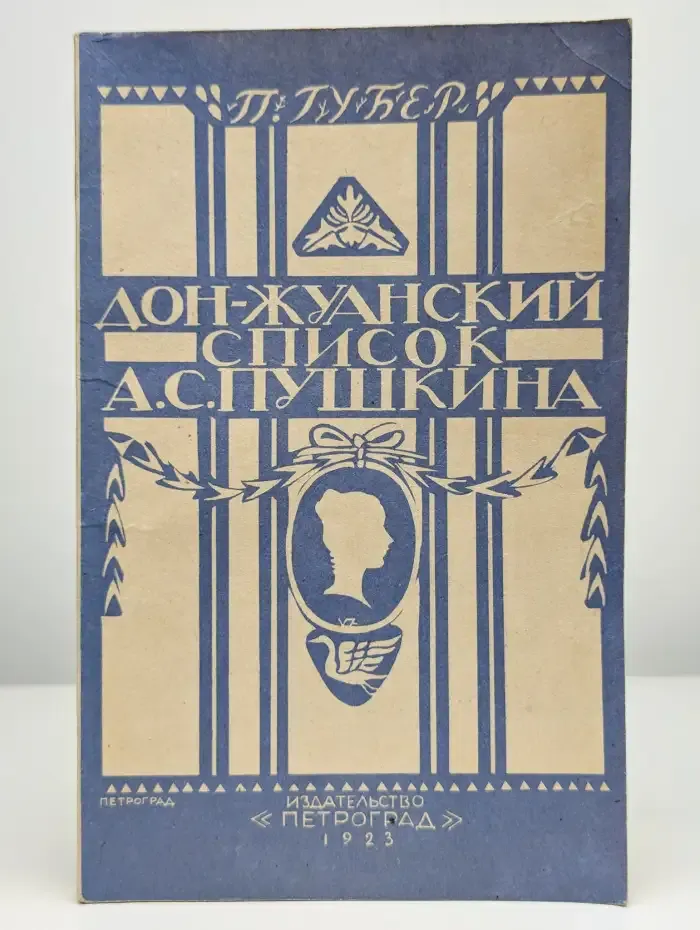 П. ГУБЕР
ДОН-ЖУАНСКИЙ
СПИСОК
А.С.ПУШКИНА
ПЕТРОГРАД
ИЗДАТЕЛЬСТВО
«ПЕТРОГРАД»
1923